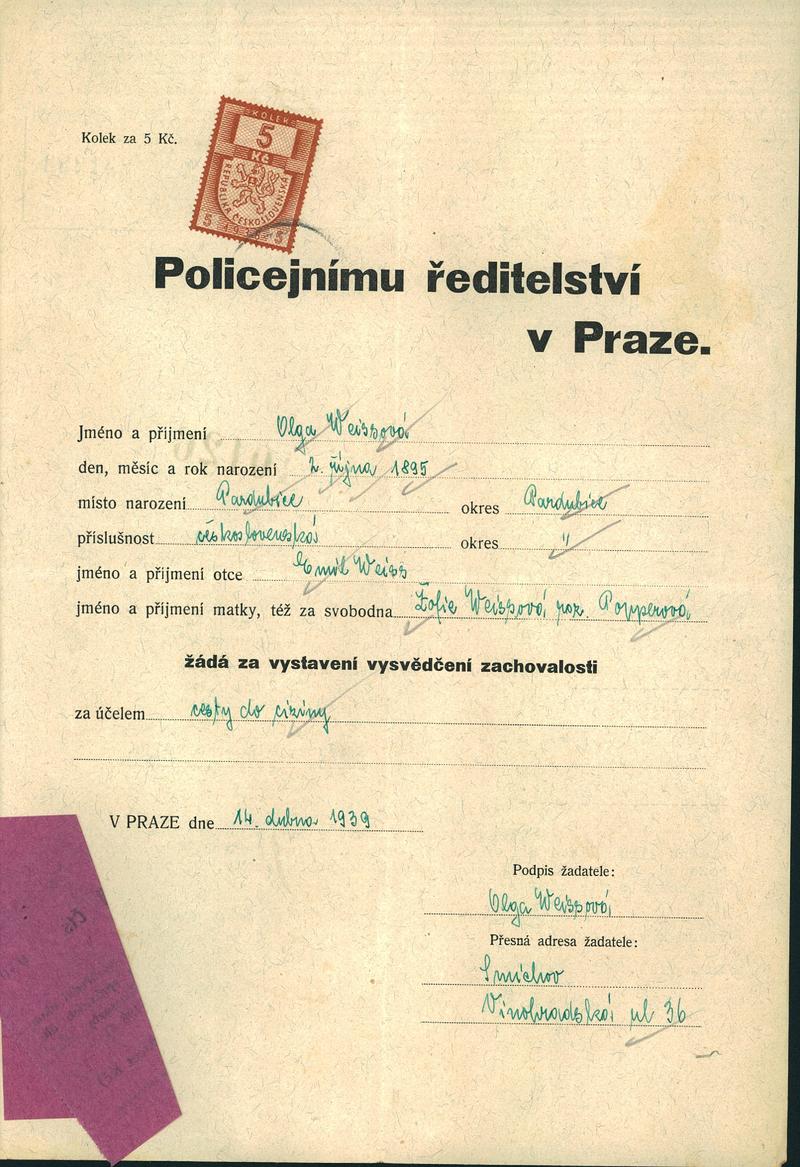 Kolek za 5 Kč.
KOLEK
5
Kč
REPUBLIKA ČESKOSLOVENSKÁ
5 5
Policejnímu ředitelství
v Praze.
Jméno a příjmení Olga Weissová
den, měsíc a rok narození 2. října 1895
místo narození Pardubice okres Pardubice
příslušnost československá okres "
jméno a příjmení otce Emil Weiss
jméno a příjmení matky, též za svobodna Žofie Weissová, roz. Popperová
žádá za vystavení vysvědčení zachovalosti
za účelem cesty do ciziny
V PRAZE dne 14. dubna 1939
Podpis žadatele:
Olga Weissová,
Přesná adresa žadatele:
Smíchov
Vinohradská, ul 36